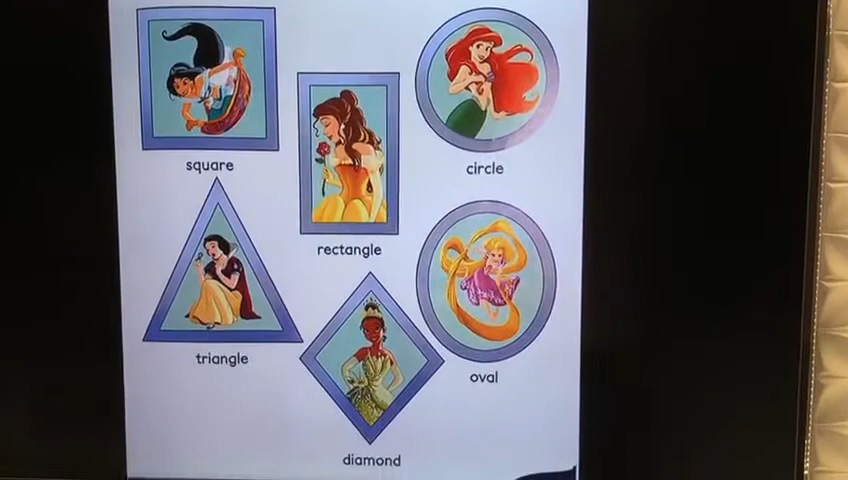 square
circle
rectangle
triangle
oval
diamond